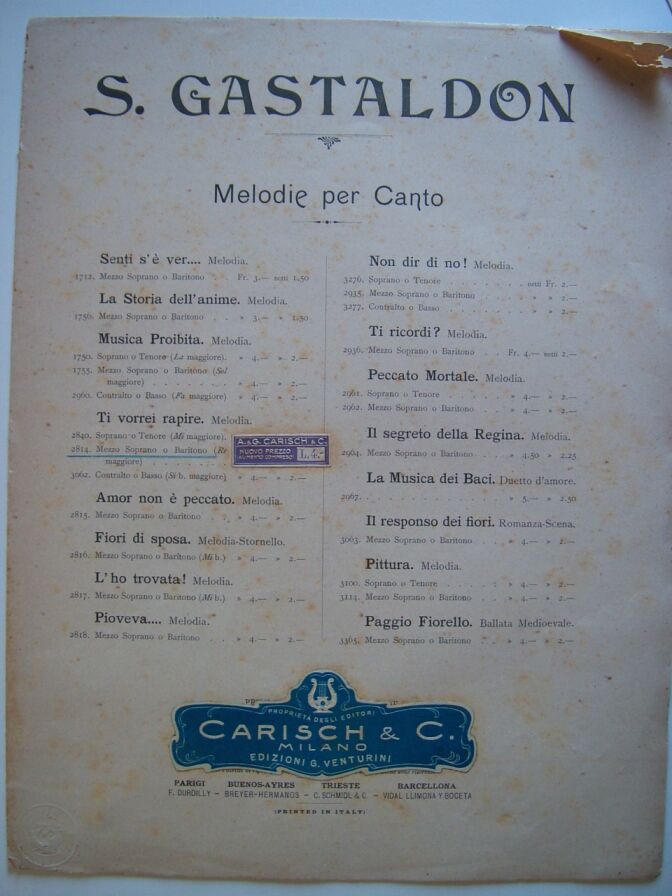 S. GASTALDON
Melodie per Canto
Senti s'è ver.... Melodia.
1712. Mezzo Soprano o Baritono . . Fr. 3.— netti 1.50
La Storia dell'anime. Melodia.
1756. Mezzo Soprano o Baritono . . » 3.— » 1.50
Musica Proibita. Melodia.
1750. Soprano o Tenore (La maggiore). » 4.— » 2.—
1755. Mezzo Soprano o Baritono (Sol
maggiore) . . . . . . . » 4.— » 2.—
2960. Contralto o Basso (Fa maggiore) » 4.— » 2.—
Ti vorrei rapire. Melodia.
2840. Soprano o Tenore (Mi maggiore).
2814. Mezzo Soprano o Baritono (Re
maggiore) . . . . . . .
A. & G. CARISCH & C.
NUOVO PREZZO
AUMENTO COMPRESO
L. 4.-
3062. Contralto o Basso (Si b. maggiore) » 4.— » 2.—
Amor non è peccato. Melodia.
2815. Mezzo Soprano o Baritono . . » 4.— » 2.—
Fiori di sposa. Melodia-Stornello.
2816. Mezzo Soprano o Baritono (Mi b.) » 4.— » 2.—
L'ho trovata! Melodia.
2817. Mezzo Soprano o Baritono (Mi b.) » 4.— » 2.—
Pioveva.... Melodia.
2818. Mezzo Soprano o Baritono . . » 4.— » 2.—
Non dir di no! Melodia.
3276. Soprano o Tenore . . . . . netti Fr. 2.—
2935. Mezzo Soprano o Baritono . . . » » 2.—
3277. Contralto o Basso . . . . . » » 2.—
Ti ricordi? Melodia.
2936. Mezzo Soprano o Baritono . . Fr. 4.— netti 2.—
Peccato Mortale. Melodia.
2961. Soprano o Tenore . . . . » 4.— » 2.—
2962. Mezzo Soprano o Baritono . . » 4.— » 2.—
Il segreto della Regina. Melodia.
2964. Mezzo Soprano o Baritono . . » 4.50 » 2.25
La Musica dei Baci. Duetto d'amore.
2967. . . . . . . . . . » 5.— » 2.50
Il responso dei fiori. Romanza-Scena.
3063. Mezzo Soprano o Baritono . . » 4.— » 2.—
Pittura. Melodia.
3100. Soprano o Tenore . . . . » 4.— » 2.—
3114. Mezzo Soprano o Baritono . . » 4.— » 2.—
Paggio Fiorello. Ballata Medioevale.
3365. Mezzo Soprano o Baritono . . » 4.— » 2.—
PROPRIETÀ DEGLI EDITORI
CARISCH & C.
MILANO
EDIZIONI G. VENTURINI
PARIGI BUENOS-AYRES TRIESTE BARCELLONA
F. DURDILLY – BREYER-HERMANOS – C. SCHMIDL & C. – VIDAL LLIMONA Y BOCETA
(PRINTED IN ITALY)